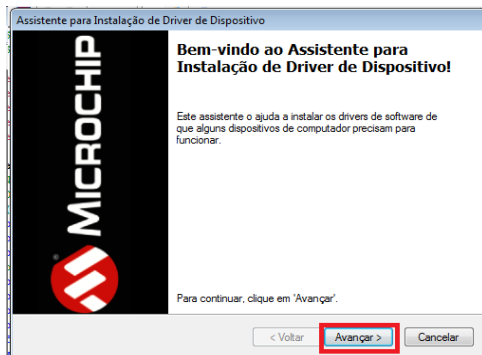 Assistente para Instalação de Driver de Dispositivo
MICROCHIP
Bem-vindo ao Assistente para
Instalação de Driver de Dispositivo!
Este assistente o ajuda a instalar os drivers de software de
que alguns dispositivos de computador precisam para
funcionar.
Para continuar, clique em 'Avançar'.
< Voltar
Avançar >
Cancelar